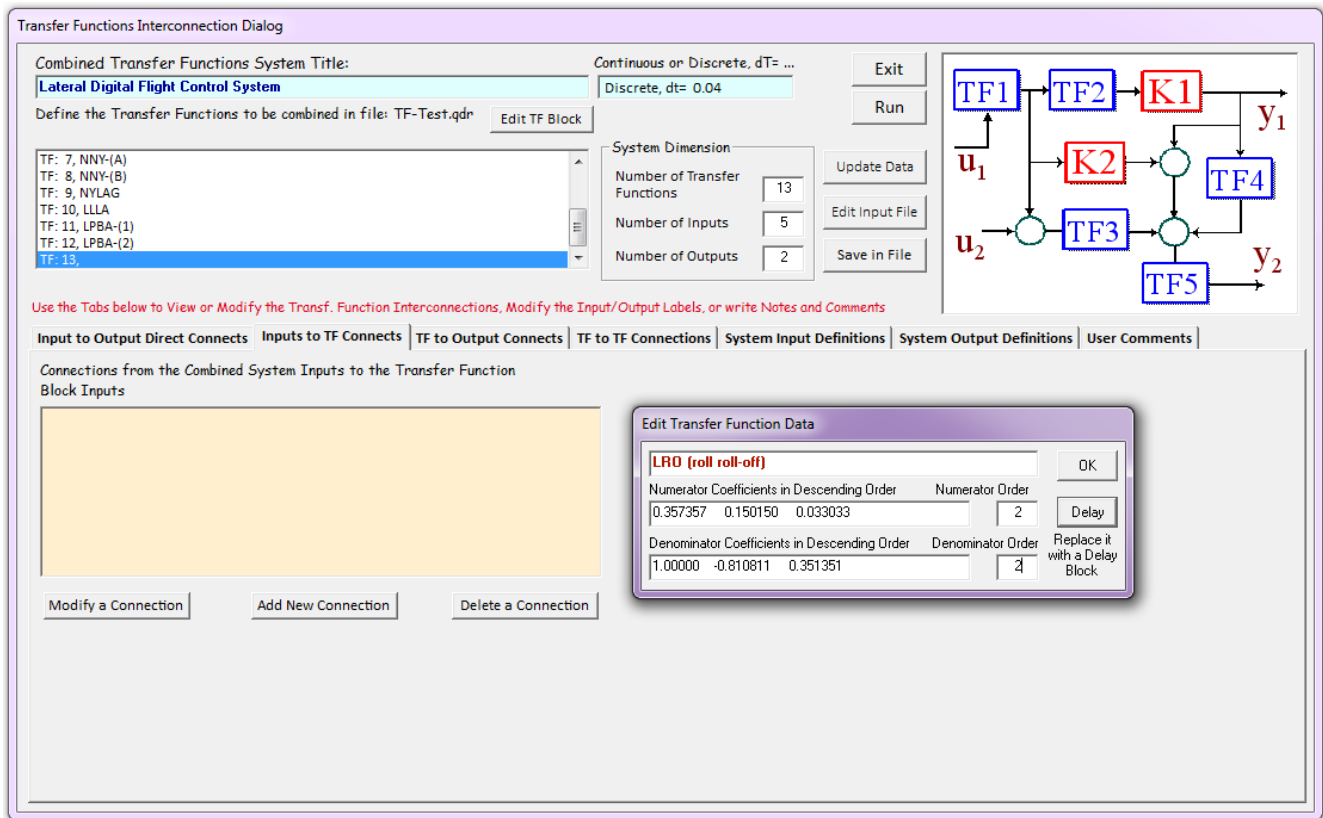 Transfer Functions Interconnection Dialog
Combined Transfer Functions System Title:
Lateral Digital Flight Control System
Continuous or Discrete, dT= ...
Discrete, dt= 0.04
Exit
Run
Define the Transfer Functions to be combined in file: TF-Test.qdr
Edit TF Block
TF: 7, NNY-(A)
TF: 8, NNY-(B)
TF: 9, NYLAG
TF: 10, LLLA
TF: 11, LPBA-(1)
TF: 12, LPBA-(2)
TF: 13,
System Dimension
Number of Transfer
Functions
13
Number of Inputs
5
Number of Outputs
2
Update Data
Edit Input File
Save in File
TF1
TF2
K1
y1
u1
K2
TF4
u2
TF3
y2
TF5
Use the Tabs below to View or Modify the Transf. Function Interconnections, Modify the Input/Output Labels, or write Notes and Comments
Input to Output Direct Connects
Inputs to TF Connects
TF to Output Connects
TF to TF Connections
System Input Definitions
System Output Definitions
User Comments
Connections from the Combined System Inputs to the Transfer Function
Block Inputs
Modify a Connection
Add New Connection
Delete a Connection
Edit Transfer Function Data
LRO (roll roll-off)
OK
Numerator Coefficients in Descending Order
Numerator Order
0.357357 0.150150 0.033033
2
Delay
Denominator Coefficients in Descending Order
Denominator Order
1.00000 -0.810811 0.351351
2
Replace it
with a Delay
Block